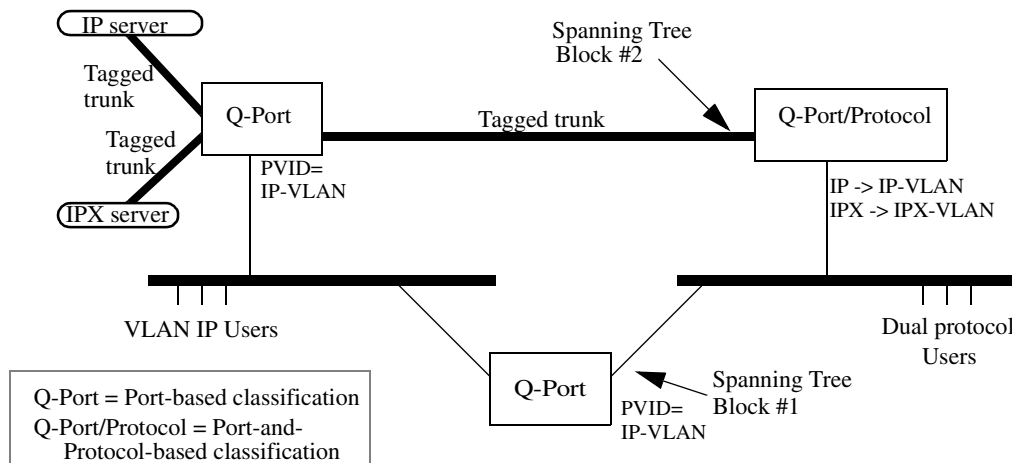 IP server
Spanning Tree
Block #2
Tagged
trunk
Q-Port
Tagged trunk
Q-Port/Protocol
Tagged
trunk
PVID=
IP-VLAN
IPX server
IP -> IP-VLAN
IPX -> IPX-VLAN
VLAN IP Users
Dual protocol
Users
Q-Port
Spanning Tree
Block #1
PVID=
IP-VLAN
Q-Port = Port-based classification
Q-Port/Protocol = Port-and-
Protocol-based classification